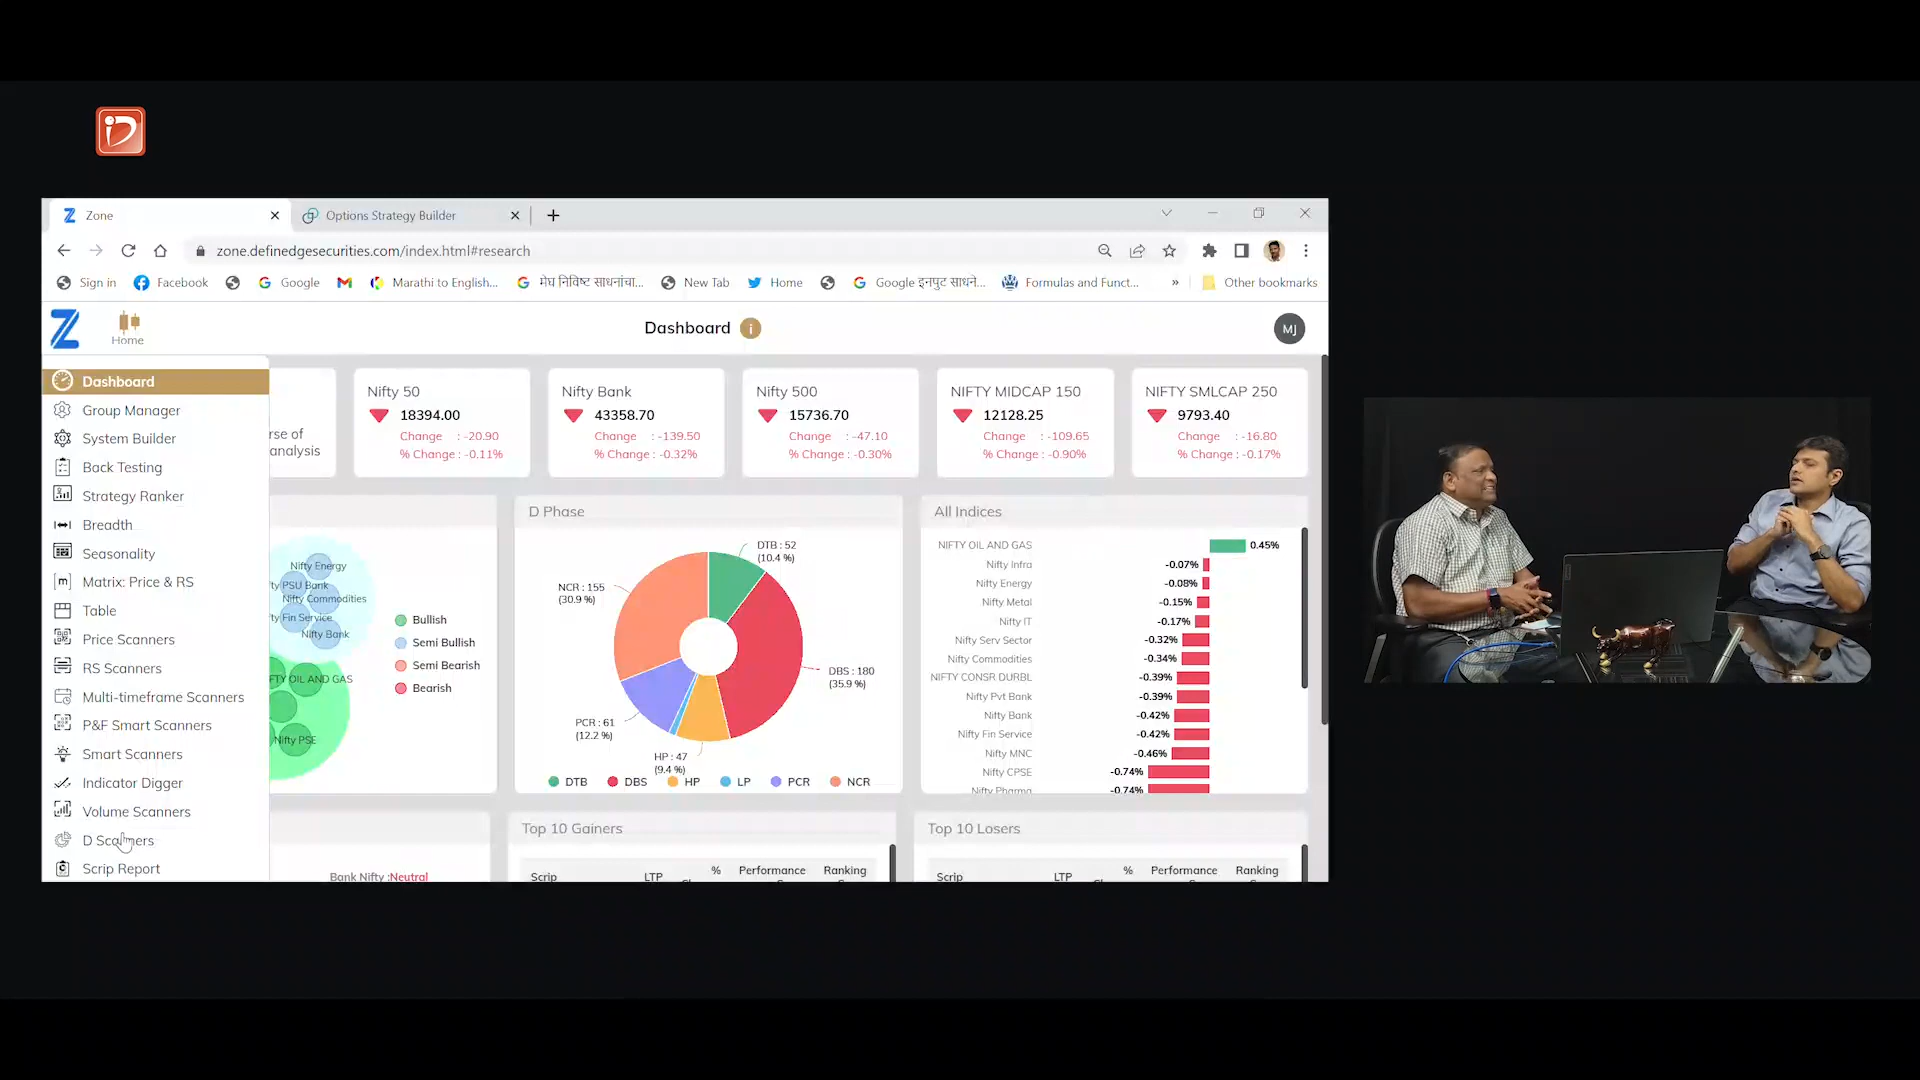 Zone
Options Strategy Builder
zone.definedgesecurities.com/index.html#research
Sign in
Facebook
Google
Marathi to English...
मेघ निविष्ट साधनांचा...
New Tab
Home
Google इनपुट साधने...
Formulas and Funct...
»
Other bookmarks
Z
Home
Dashboard i
MJ
Dashboard
Group Manager
System Builder
Back Testing
Strategy Ranker
Breadth
Seasonality
Matrix: Price & RS
Table
Price Scanners
RS Scanners
Multi-timeframe Scanners
P&F Smart Scanners
Smart Scanners
Indicator Digger
Volume Scanners
D Scanners
Scrip Report
rse of
analysis
Nifty 50
18394.00
Change : -20.90
% Change : -0.11%
Nifty Bank
43358.70
Change : -139.50
% Change : -0.32%
Nifty 500
15736.70
Change : -47.10
% Change : -0.30%
NIFTY MIDCAP 150
12128.25
Change : -109.65
% Change : -0.90%
NIFTY SMLCAP 250
9793.40
Change : -16.80
% Change : -0.17%
Nifty Energy
ty PSU Bank
Nifty Commodities
ty Fin Service
Nifty Bank
FTY OIL AND GAS
Nifty PSE
Bullish
Semi Bullish
Semi Bearish
Bearish
D Phase
DTB : 52
(10.4 %)
NCR : 155
(30.9 %)
DBS : 180
(35.9 %)
PCR : 61
(12.2 %)
HP : 47
(9.4 %)
DTB DBS HP LP PCR NCR
All Indices
NIFTY OIL AND GAS 0.45%
Nifty Infra -0.07%
Nifty Energy -0.08%
Nifty Metal -0.15%
Nifty IT -0.17%
Nifty Serv Sector -0.32%
Nifty Commodities -0.34%
NIFTY CONSR DURBL -0.39%
Nifty Pvt Bank -0.39%
Nifty Bank -0.42%
Nifty Fin Service -0.42%
Nifty MNC -0.46%
Nifty CPSE -0.74%
Nifty Pharma -0.74%
Bank Nifty :Neutral
Top 10 Gainers
Scrip LTP % Performance Ranking
Top 10 Losers
Scrip LTP % Performance Ranking